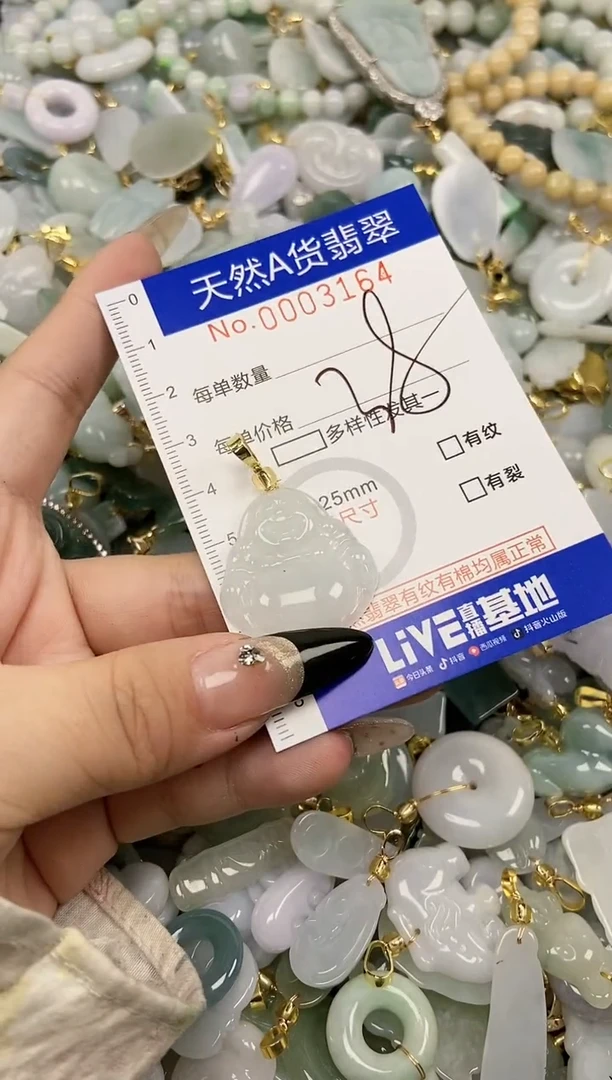 天然A货翡翠
No.0003164
0
1
每单数量
2
28
3
每单价格
多样性发其一
有纹
4
25mm
有裂
5
尺寸
翡翠有纹有棉均属正常
LiVE直播基地
今日头条 抖音 西瓜视频 抖音火山版